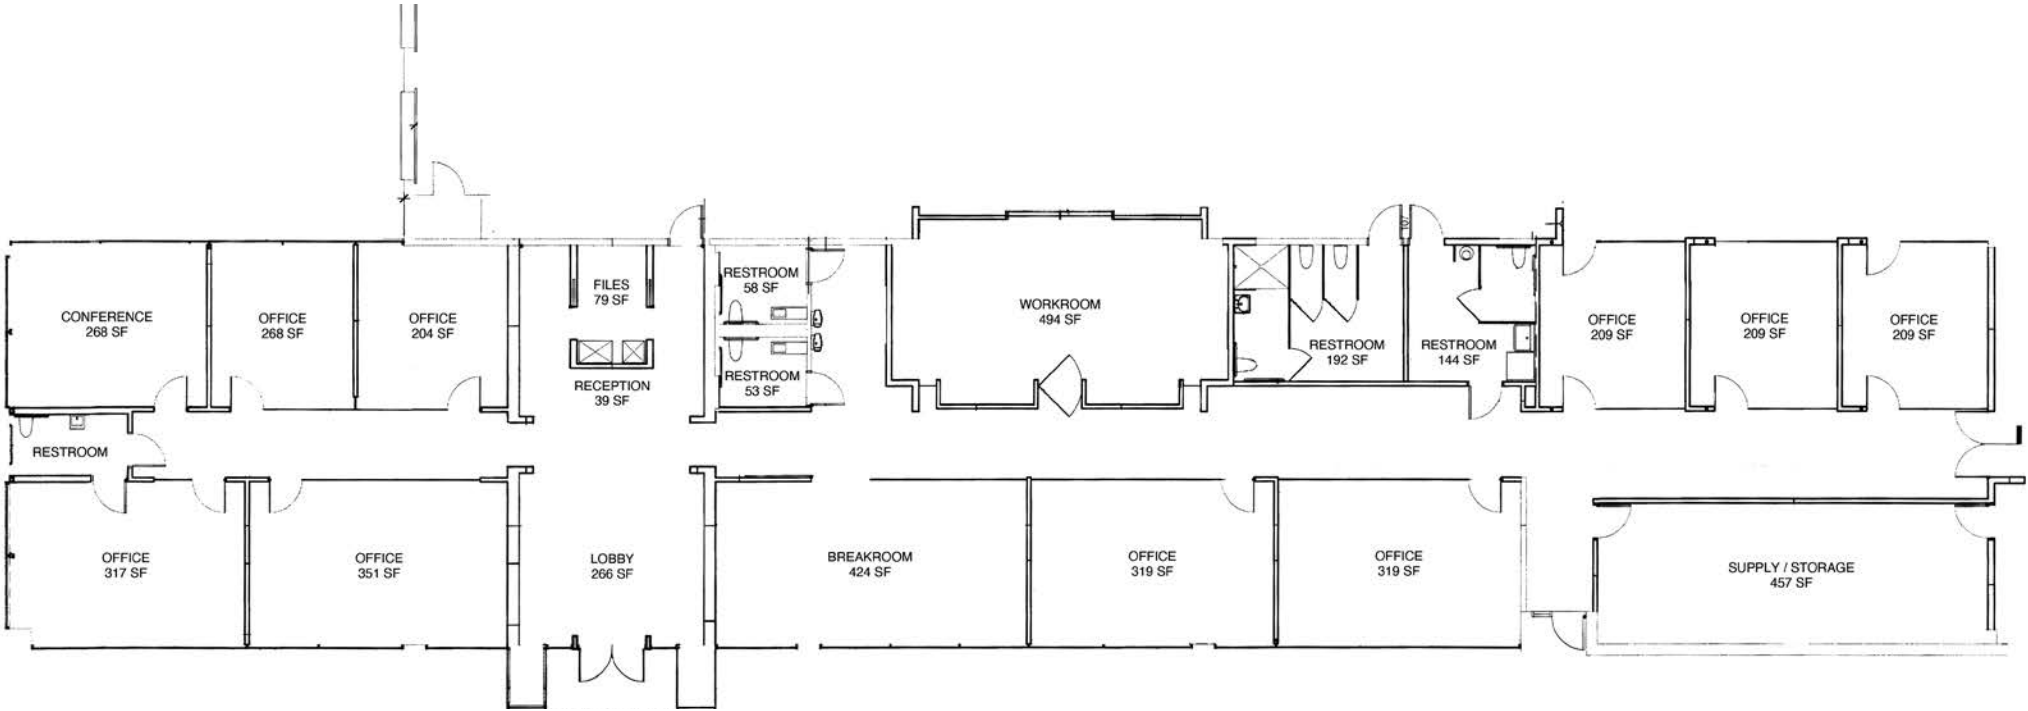 FILES
79 SF
RESTROOM
58 SF
CONFERENCE
268 SF
OFFICE
268 SF
OFFICE
204 SF
WORKROOM
494 SF
107
OFFICE
209 SF
OFFICE
209 SF
OFFICE
209 SF
RESTROOM
192 SF
RESTROOM
144 SF
RECEPTION
39 SF
RESTROOM
53 SF
RESTROOM
OFFICE
317 SF
OFFICE
351 SF
LOBBY
266 SF
BREAKROOM
424 SF
OFFICE
319 SF
OFFICE
319 SF
SUPPLY / STORAGE
457 SF